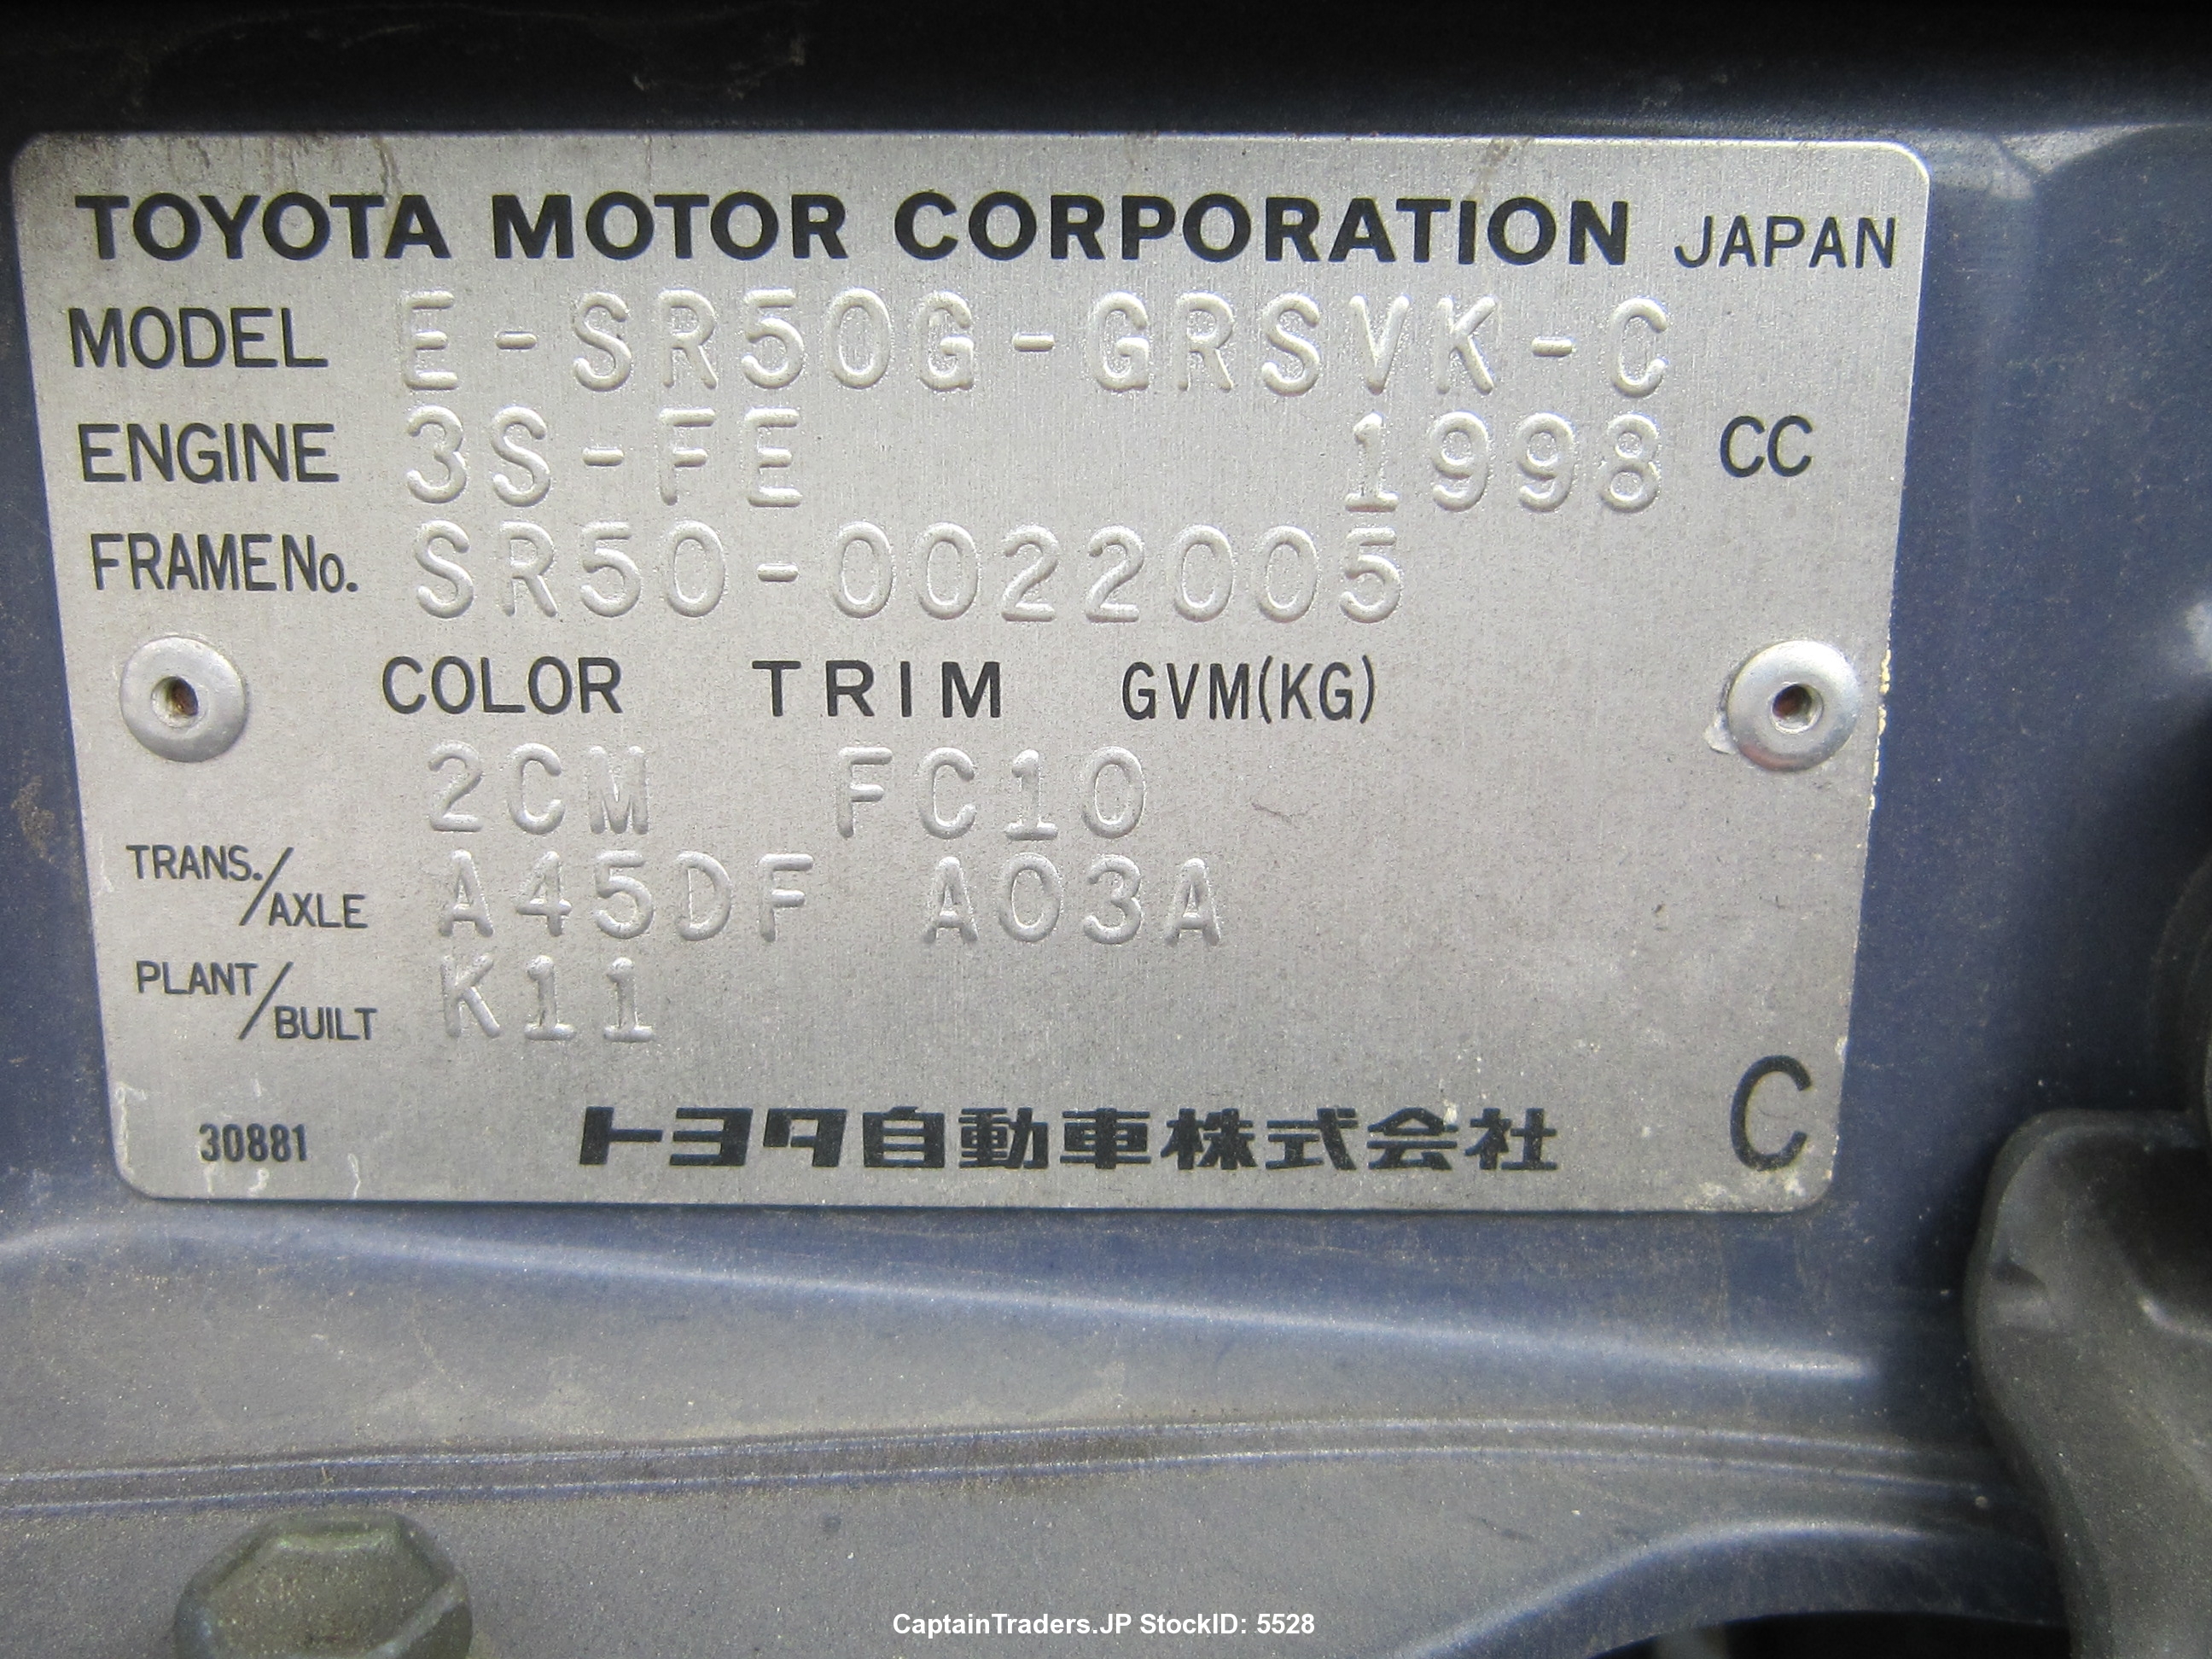 TOYOTA MOTOR CORPORATION JAPAN
MODEL E-SR50G-GRSVK-C
ENGINE 3S-FE 1998 CC
FRAME No. SR50-0022005
COLOR TRIM GVM(KG)
2CM FC10
TRANS./AXLE A45DF A03A
PLANT/BUILT K11
30881 トヨタ自動車株式会社 C
CaptainTraders.JP StockID: 5528